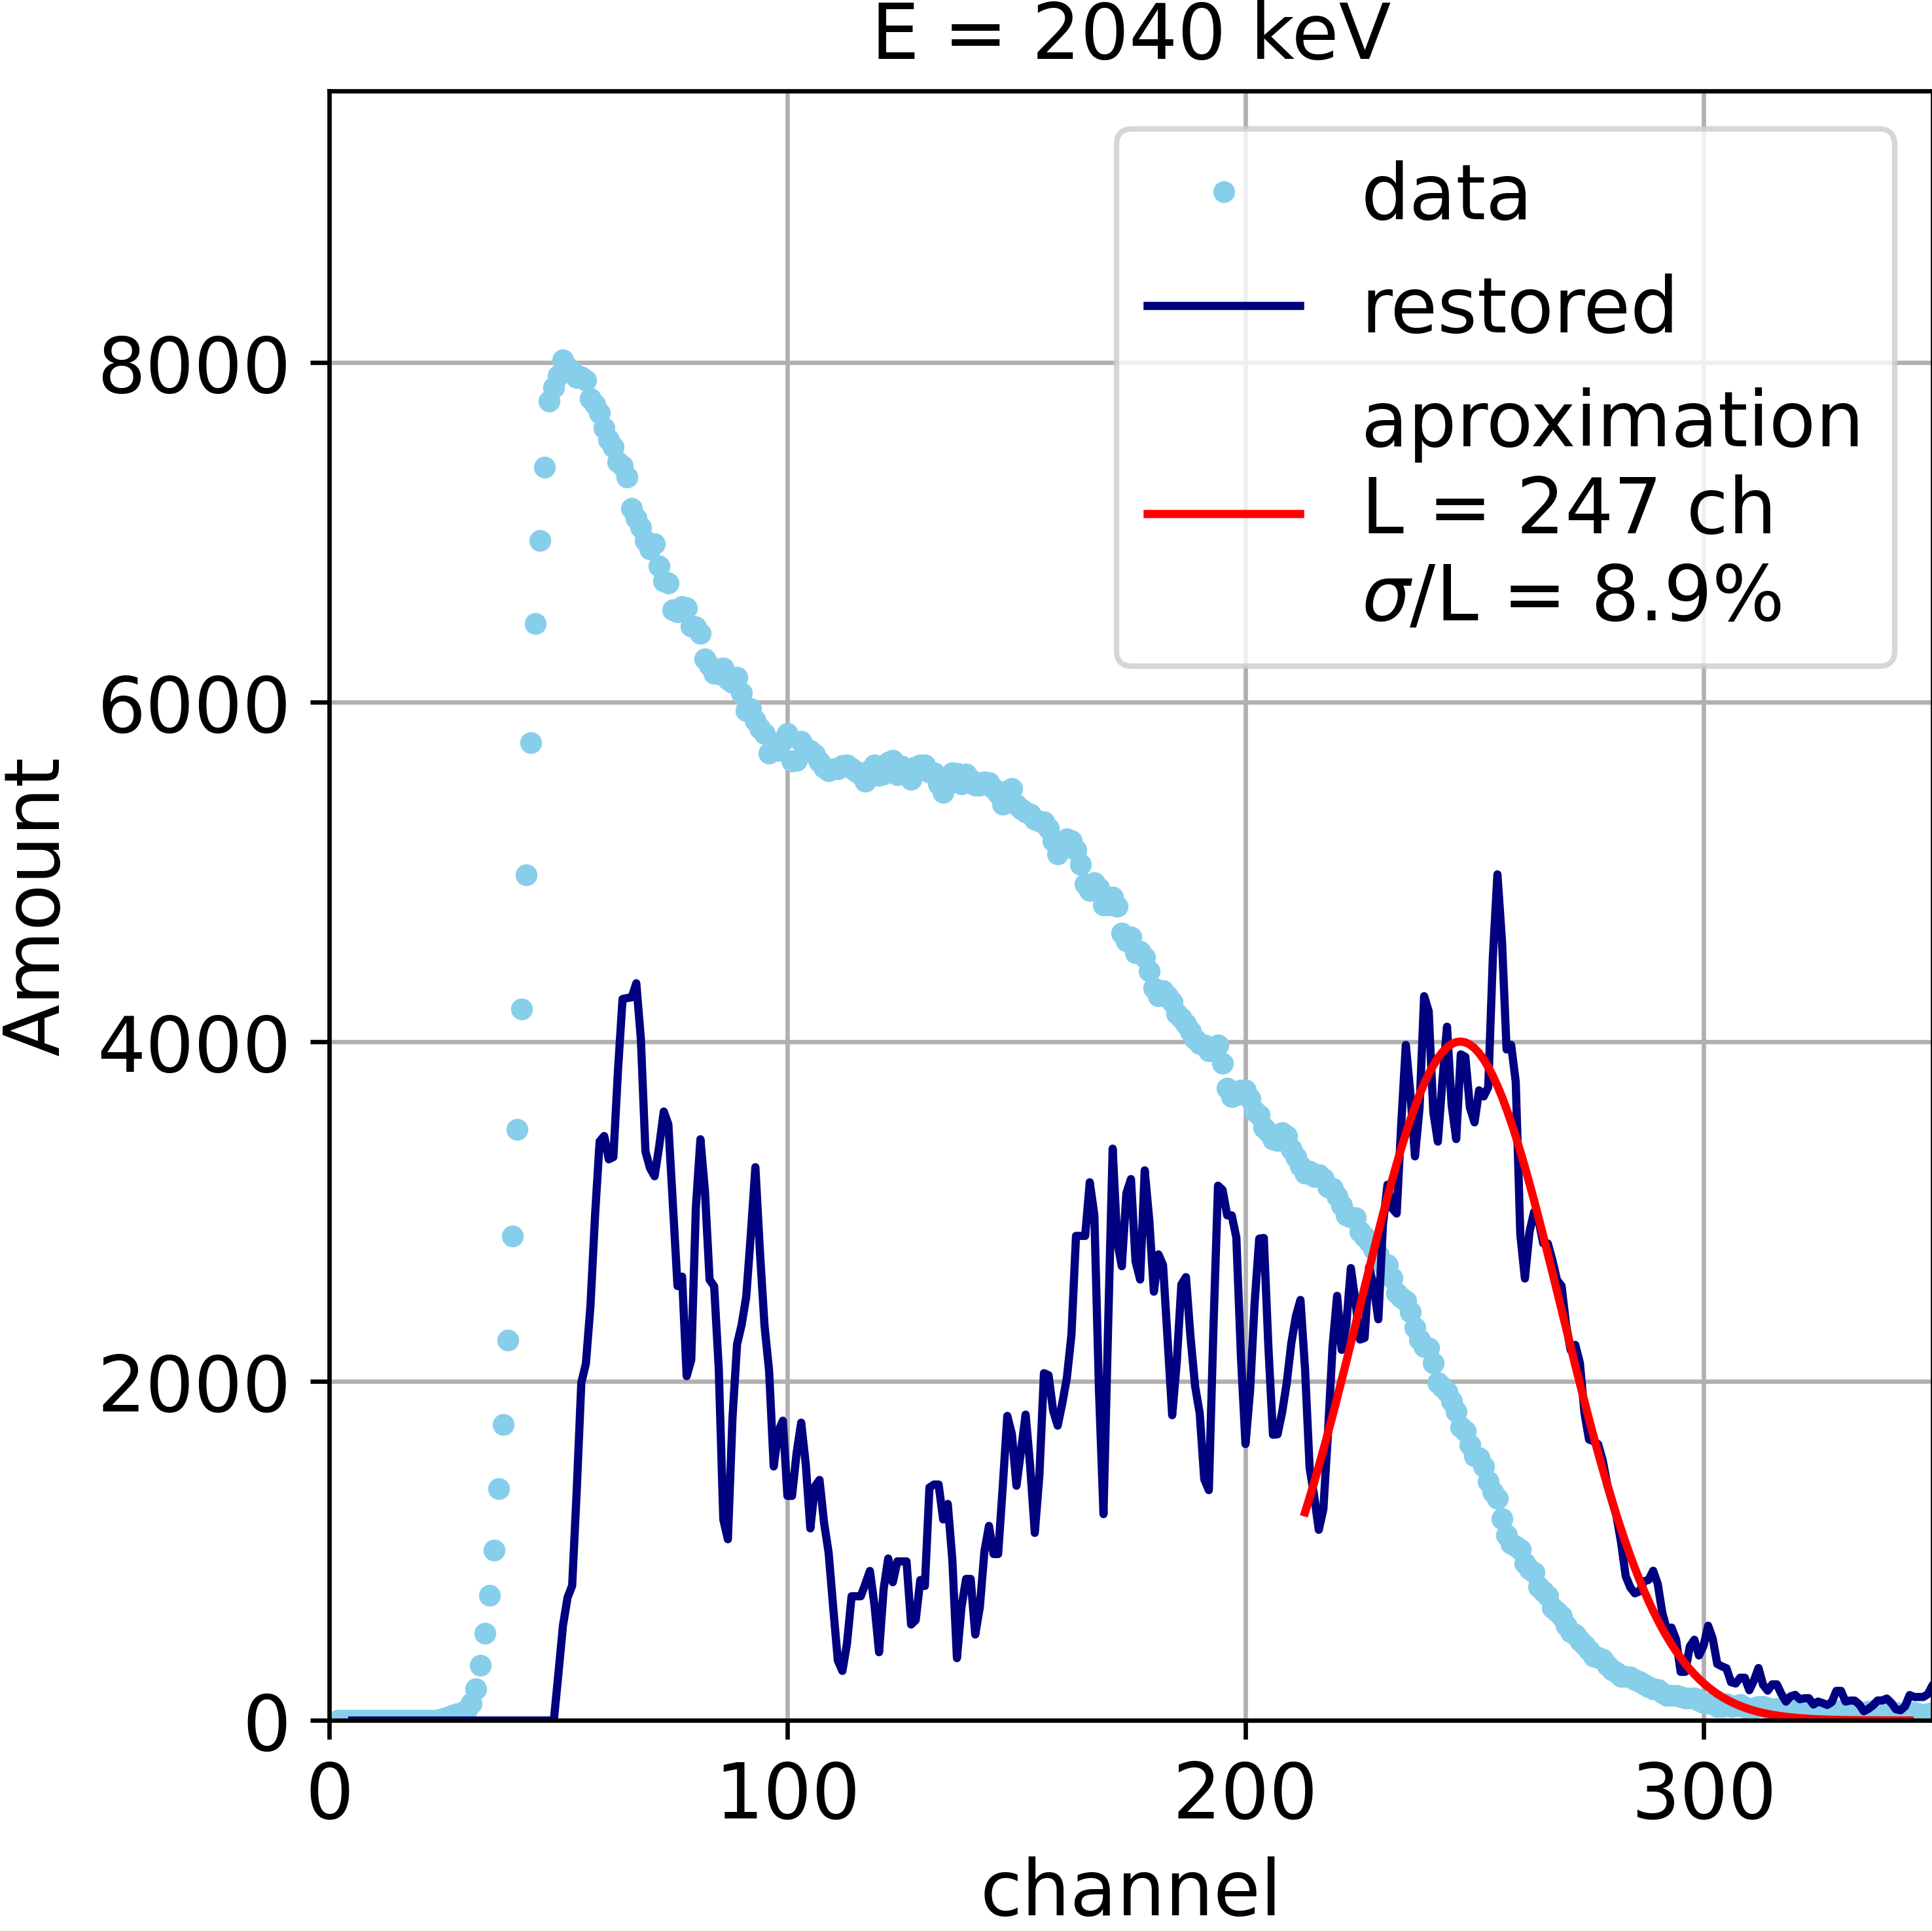 E = 2040 keV
data
restored
aproximation
L = 247 ch
σ/L = 8.9%
Amount
8000
6000
4000
2000
0
0 100 200 300
channel